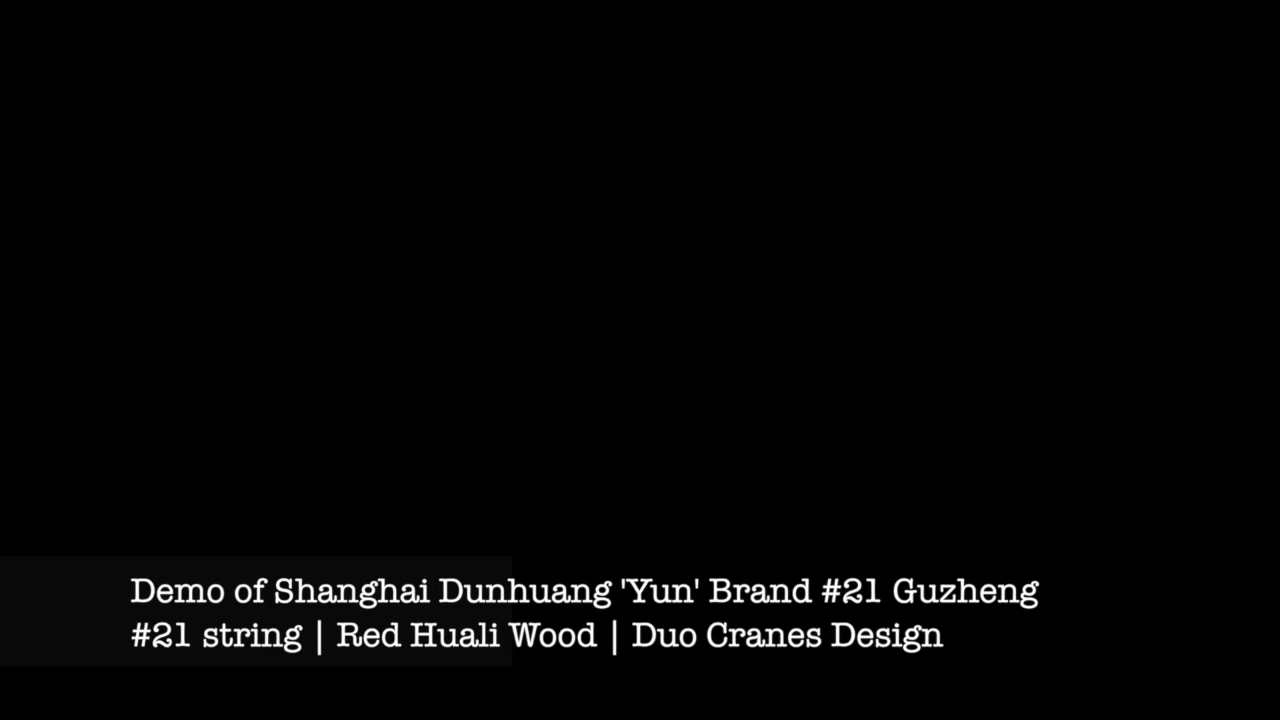 Demo of Shanghai Dunhuang 'Yun' Brand #21 Guzheng
#21 string | Red Huali Wood | Duo Cranes Design